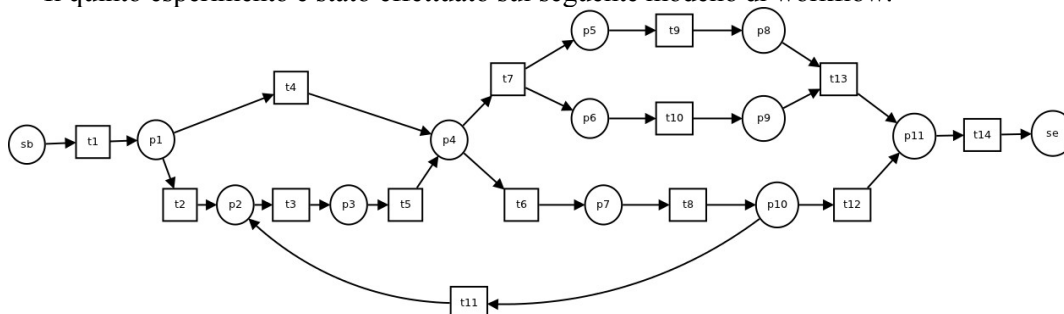 Il quinto esperimento è stato effettuato sul seguente modello di workflow:
p5 t9 p8
t4 t7 t13
p6 t10 p9
sb t1 p1 p4 p11 t14 se
t2 p2 t3 p3 t5 t6 p7 t8 p10 t12
t11